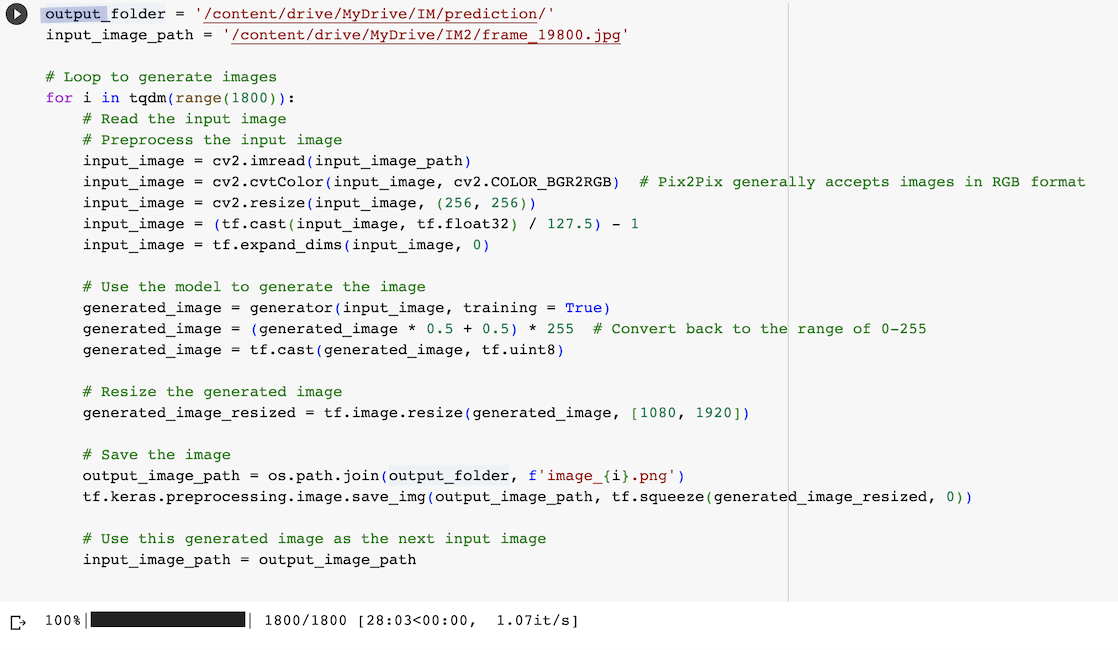 output_folder = '/content/drive/MyDrive/IM/prediction/'
input_image_path = '/content/drive/MyDrive/IM2/frame_19800.jpg'
# Loop to generate images
for i in tqdm(range(1800)):
    # Read the input image
    # Preprocess the input image
    input_image = cv2.imread(input_image_path)
    input_image = cv2.cvtColor(input_image, cv2.COLOR_BGR2RGB)  # Pix2Pix generally accepts images in RGB format
    input_image = cv2.resize(input_image, (256, 256))
    input_image = (tf.cast(input_image, tf.float32) / 127.5) - 1
    input_image = tf.expand_dims(input_image, 0)
    # Use the model to generate the image
    generated_image = generator(input_image, training = True)
    generated_image = (generated_image * 0.5 + 0.5) * 255  # Convert back to the range of 0-255
    generated_image = tf.cast(generated_image, tf.uint8)
    # Resize the generated image
    generated_image_resized = tf.image.resize(generated_image, [1080, 1920])
    # Save the image
    output_image_path = os.path.join(output_folder, f'image_{i}.png')
    tf.keras.preprocessing.image.save_img(output_image_path, tf.squeeze(generated_image_resized, 0))
    # Use this generated image as the next input image
    input_image_path = output_image_path
100%| | 1800/1800 [28:03<00:00,  1.07it/s]